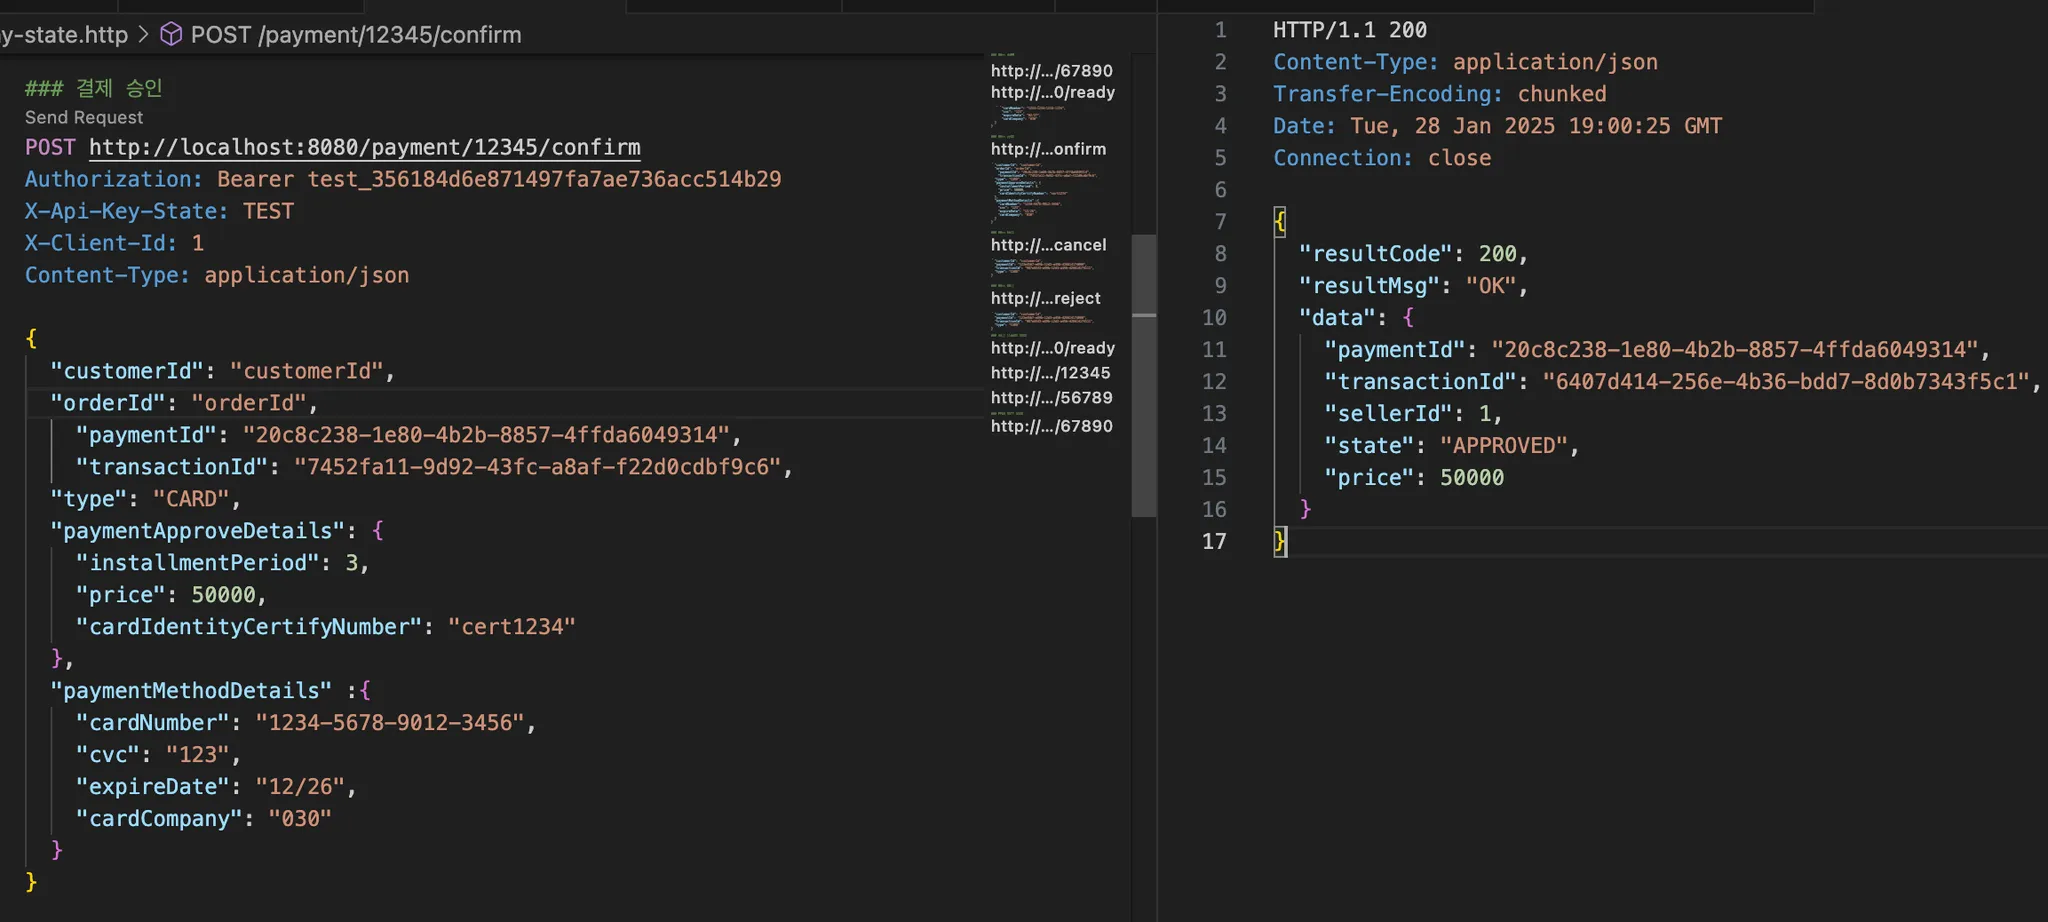 y-state.http > POST /payment/12345/confirm
### 결제 승인
Send Request
POST http://localhost:8080/payment/12345/confirm
Authorization: Bearer test_356184d6e871497fa7ae736acc514b29
X-Api-Key-State: TEST
X-Client-Id: 1
Content-Type: application/json
{
"customerId": "customerId",
"orderId": "orderId",
"paymentId": "20c8c238-1e80-4b2b-8857-4ffda6049314",
"transactionId": "7452fa11-9d92-43fc-a8af-f22d0cdbf9c6",
"type": "CARD",
"paymentApproveDetails": {
"installmentPeriod": 3,
"price": 50000,
"cardIdentityCertifyNumber": "cert1234"
},
"paymentMethodDetails" :{
"cardNumber": "1234-5678-9012-3456",
"cvc": "123",
"expireDate": "12/26",
"cardCompany": "030"
}
}
http://.../67890
http://...0/ready
http://...onfirm
http://...cancel
http://...reject
http://...0/ready
http://.../12345
http://.../56789
http://.../67890
1 HTTP/1.1 200
2 Content-Type: application/json
3 Transfer-Encoding: chunked
4 Date: Tue, 28 Jan 2025 19:00:25 GMT
5 Connection: close
6
7 {
8 "resultCode": 200,
9 "resultMsg": "OK",
10 "data": {
11 "paymentId": "20c8c238-1e80-4b2b-8857-4ffda6049314",
12 "transactionId": "6407d414-256e-4b36-bdd7-8d0b7343f5c1",
13 "sellerId": 1,
14 "state": "APPROVED",
15 "price": 50000
16 }
17 }